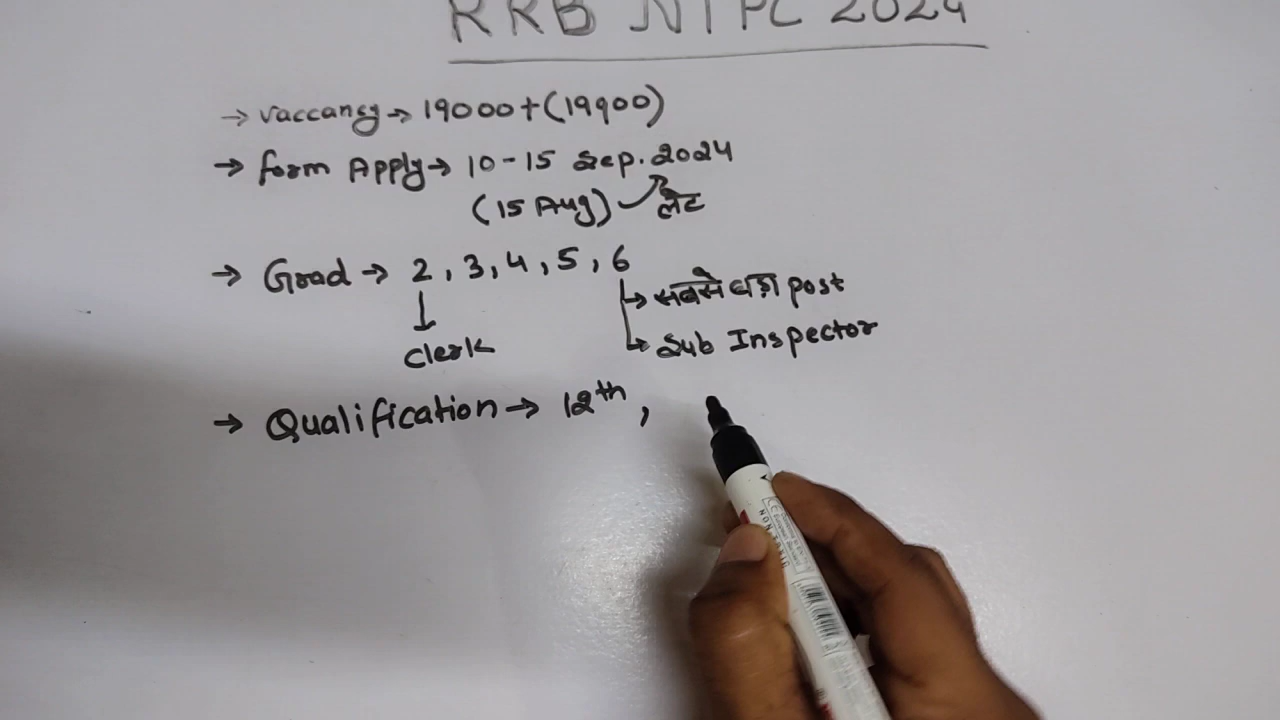 RRB NTPC 2024
→ vaccancy → 19000+(19900)
→ form Apply → 10-15 Sep. 2024
(15 Aug) लेट
→ Grad → 2, 3, 4, 5, 6
→ सबसे बड़ा post
↓
clerk
→ Sub Inspector
→ Qualification → 12th,